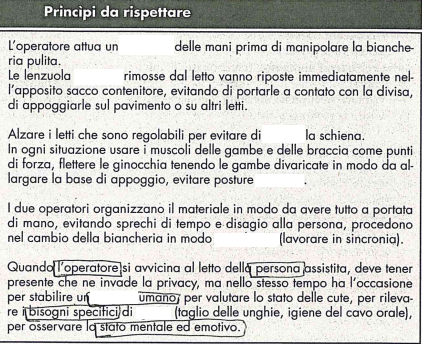 Principi da rispettare
L'operatore attua un delle mani prima di manipolare la bianche-
ria pulita.
Le lenzuola rimosse dal letto vanno riposte immediatamente nel-
l'apposito sacco contenitore, evitando di portarle a contato con la divisa,
di appoggiarle sul pavimento o su altri letti.
Alzare i letti che sono regolabili per evitare di la schiena.
In ogni situazione usare i muscoli delle gambe e delle braccia come punti
di forza, flettere le ginocchia tenendo le gambe divaricate in modo da al-
largare la base di appoggio, evitare posture .
I due operatori organizzano il materiale in modo da avere tutto a portata
di mano, evitando sprechi di tempo e disagio alla persona, procedono
nel cambio della biancheria in modo (lavorare in sincronia).
Quando l'operatore si avvicina al letto della persona assistita, deve tener
presente che ne invade la privacy, ma nello stesso tempo ha l'occasione
per stabilire un umano, per valutare lo stato delle cute, per rileva-
re i bisogni specifici di (taglio delle unghie, igiene del cavo orale),
per osservare lo stato mentale ed emotivo.